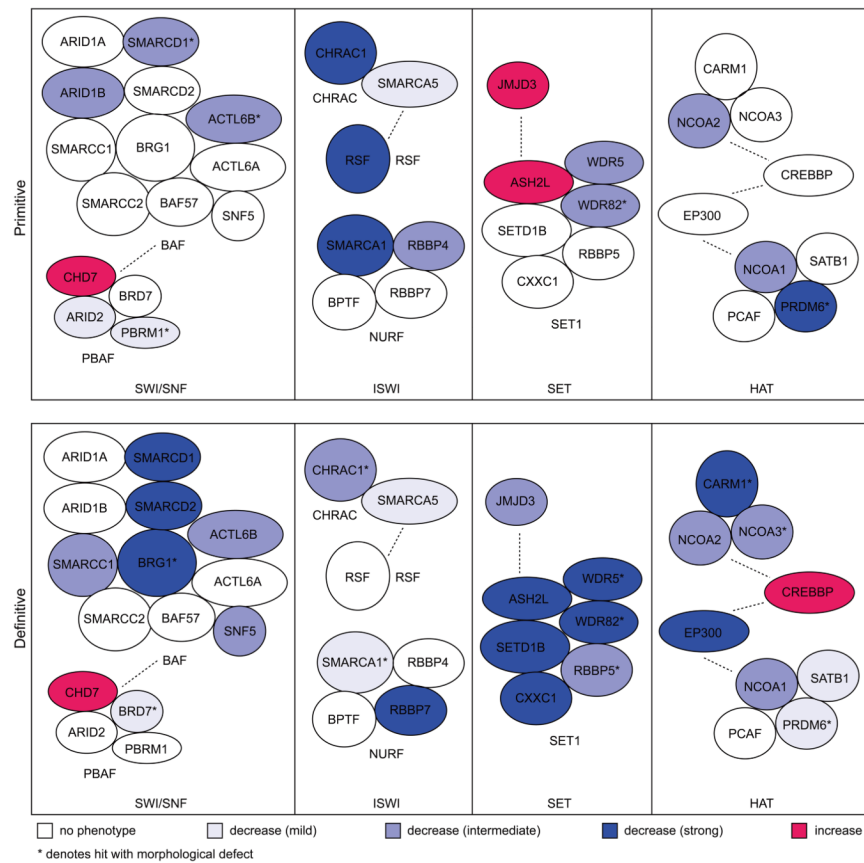 Primitive
ARID1A
SMARCD1*
ARID1B
SMARCD2
ACTL6B*
SMARCC1
BRG1
ACTL6A
SMARCC2
BAF57
SNF5
BAF
CHD7
BRD7
ARID2
PBRM1*
PBAF
SWI/SNF
CHRAC1
SMARCA5
CHRAC
RSF
RSF
SMARCA1
RBBP4
BPTF
RBBP7
NURF
ISWI
JMJD3
WDR5
ASH2L
WDR82*
SETD1B
RBBP5
CXXC1
SET1
SET
CARM1
NCOA2
NCOA3
CREBBP
EP300
NCOA1
SATB1
PCAF
PRDM6*
HAT
Definitive
ARID1A
SMARCD1
ARID1B
SMARCD2
ACTL6B
SMARCC1
BRG1*
ACTL6A
SMARCC2
BAF57
SNF5
BAF
CHD7
BRD7*
ARID2
PBRM1
PBAF
SWI/SNF
CHRAC1*
SMARCA5
CHRAC
RSF
RSF
SMARCA1*
RBBP4
BPTF
RBBP7
NURF
ISWI
JMJD3
WDR5*
ASH2L
WDR82*
SETD1B
RBBP5*
CXXC1
SET1
SET
CARM1*
NCOA2
NCOA3*
CREBBP
EP300
NCOA1
SATB1
PCAF
PRDM6*
HAT
no phenotype
decrease (mild)
decrease (intermediate)
decrease (strong)
increase
* denotes hit with morphological defect